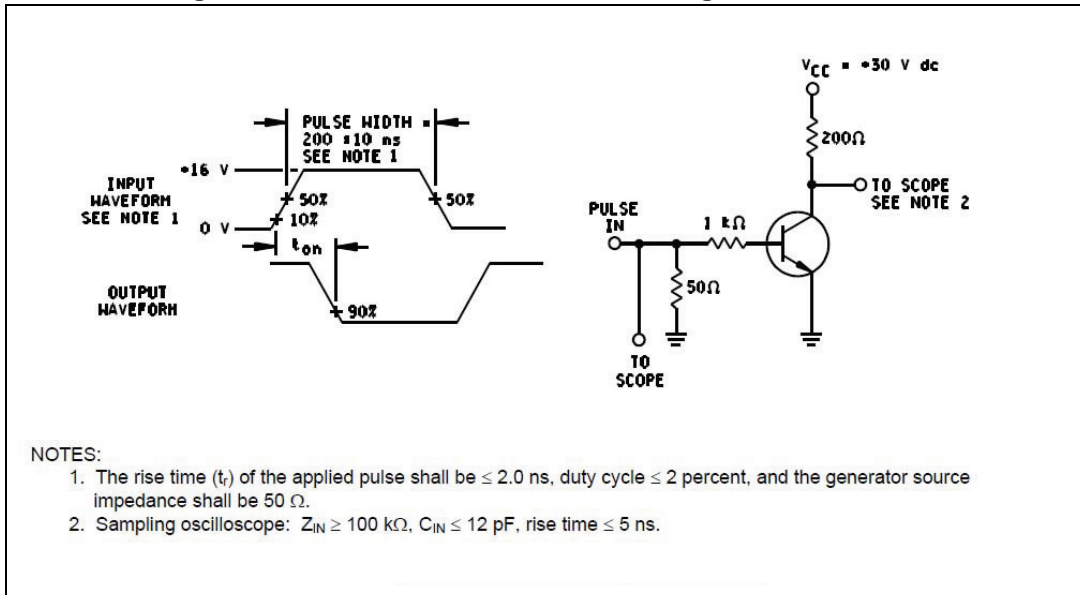 PULSE WIDTH =
200 ±10 ns
SEE NOTE 1
+16 V
INPUT
WAVEFORM
SEE NOTE 1
0 V
50%
10%
50%
ton
OUTPUT
WAVEFORM
90%
VCC = +30 V dc
200Ω
TO SCOPE
SEE NOTE 2
PULSE
IN
1 kΩ
50Ω
TO
SCOPE
NOTES:
1. The rise time (tr) of the applied pulse shall be ≤ 2.0 ns, duty cycle ≤ 2 percent, and the generator source
impedance shall be 50 Ω.
2. Sampling oscilloscope: ZIN ≥ 100 kΩ, CIN ≤ 12 pF, rise time ≤ 5 ns.